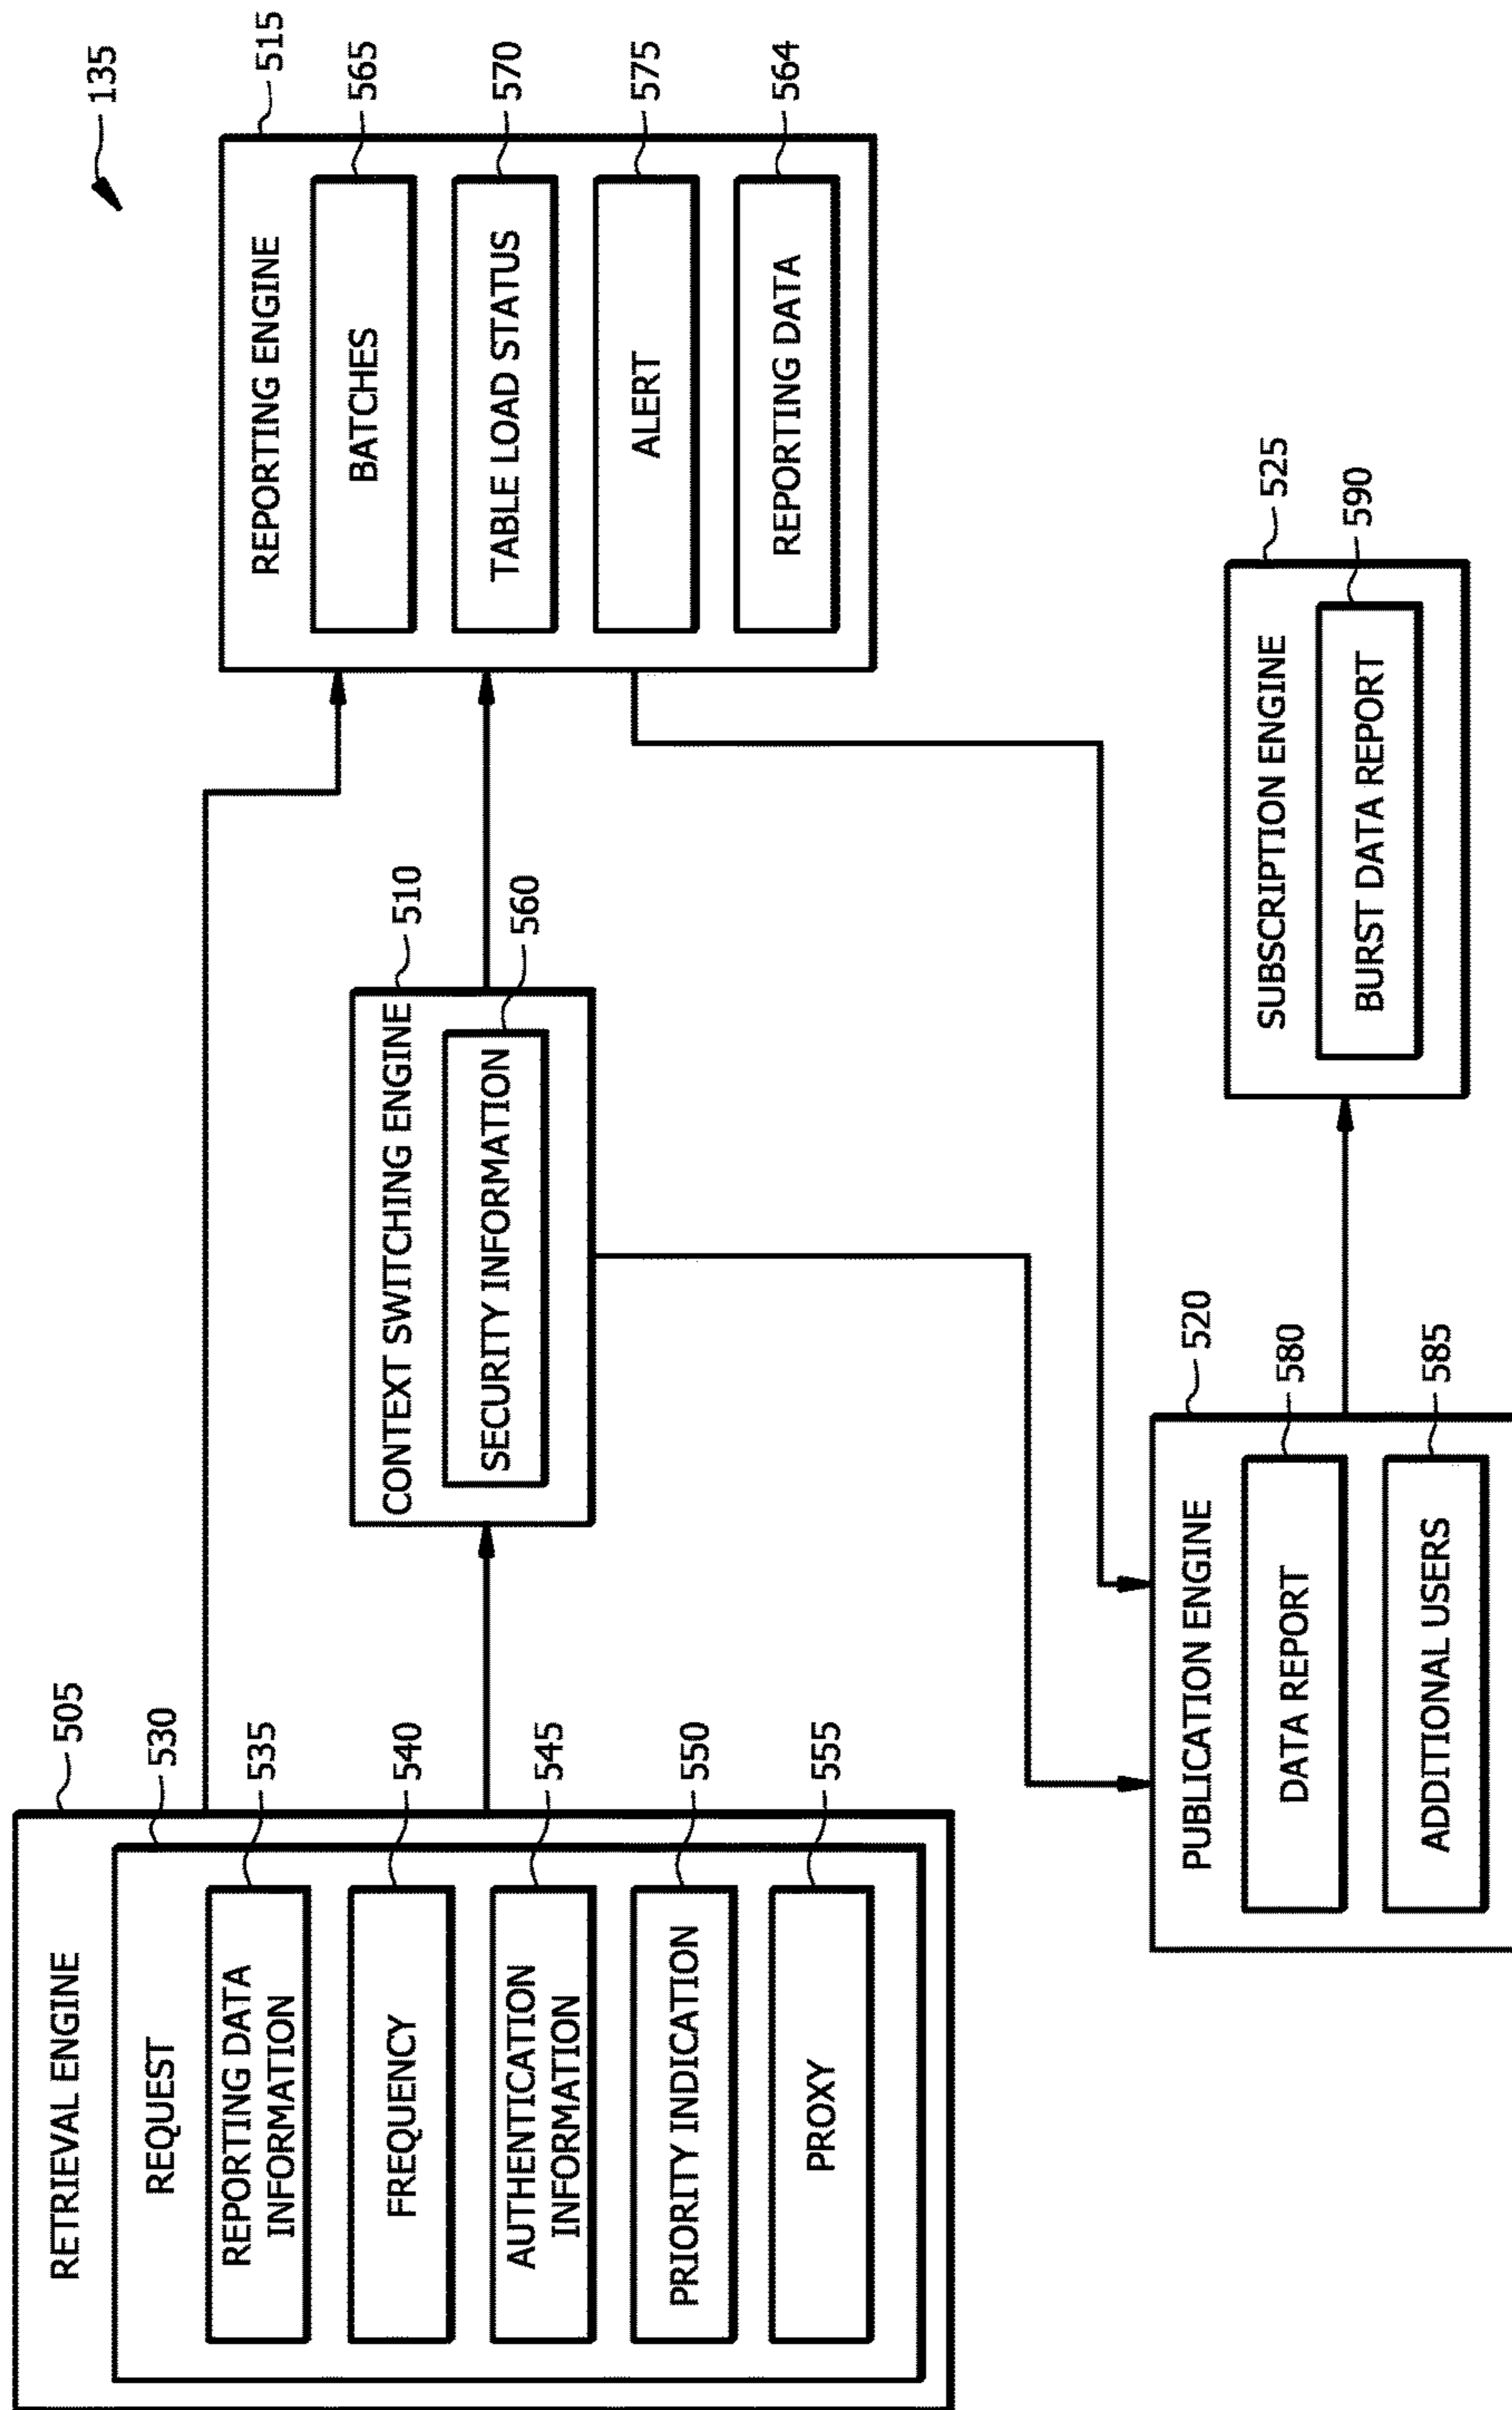 135
RETRIEVAL ENGINE
505
REQUEST
530
REPORTING DATA
INFORMATION
535
FREQUENCY
540
AUTHENTICATION
INFORMATION
545
PRIORITY INDICATION
550
PROXY
555
CONTEXT SWITCHING ENGINE
510
SECURITY INFORMATION
560
REPORTING ENGINE
515
BATCHES
565
TABLE LOAD STATUS
570
ALERT
575
REPORTING DATA
564
PUBLICATION ENGINE
520
DATA REPORT
580
ADDITIONAL USERS
585
SUBSCRIPTION ENGINE
525
BURST DATA REPORT
590